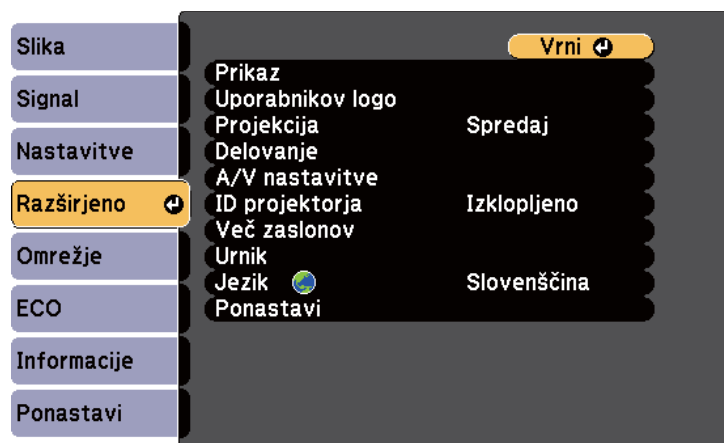 Slika
Signal
Nastavitve
Razširjeno
Omrežje
ECO
Informacije
Ponastavi
Vrni
Prikaz
Uporabnikov logo
Projekcija Spredaj
Delovanje
A/V nastavitve
ID projektorja Izklopljeno
Več zaslonov
Urnik
Jezik Slovenščina
Ponastavi